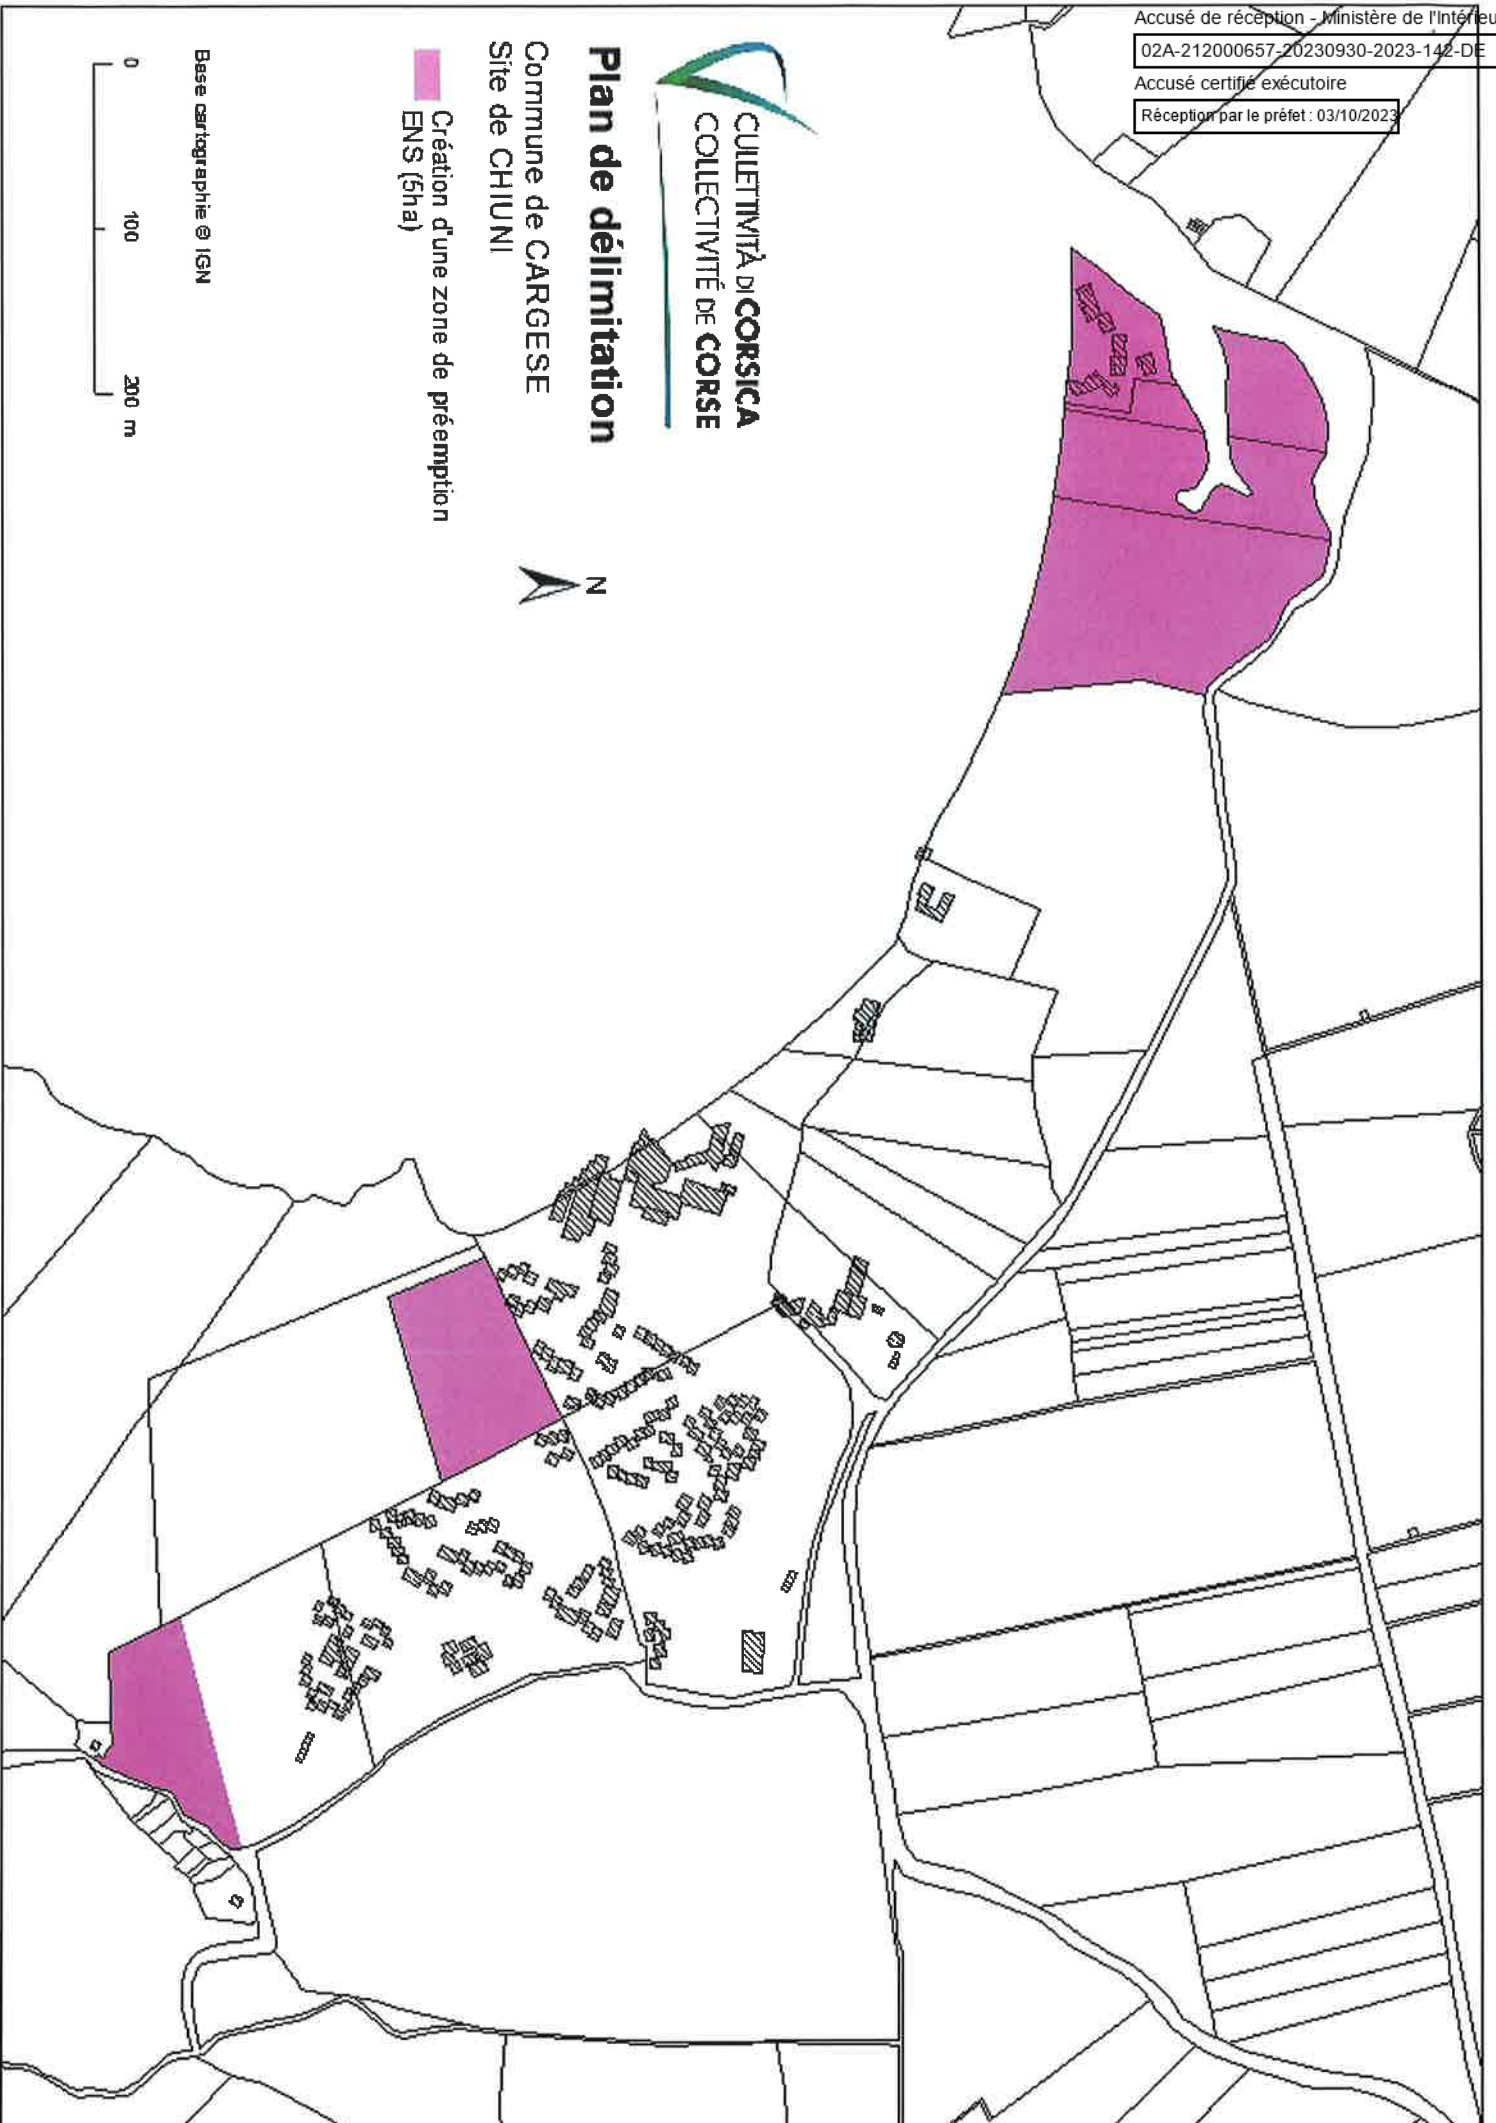 Accusé de réception - Ministère de l'Intérieu
02A-212000657-20230930-2023-142-DE
Accusé certifié exécutoire
Réception par le préfet : 03/10/2023
CULLETTIVITÀ DI CORSICA
COLLECTIVITÉ DE CORSE
Plan de délimitation
Commune de CARGESE
Site de CHIUNI
Création d'une zone de préemption
ENS (5ha)
N
Base cartographie © IGN
0 100 200 m